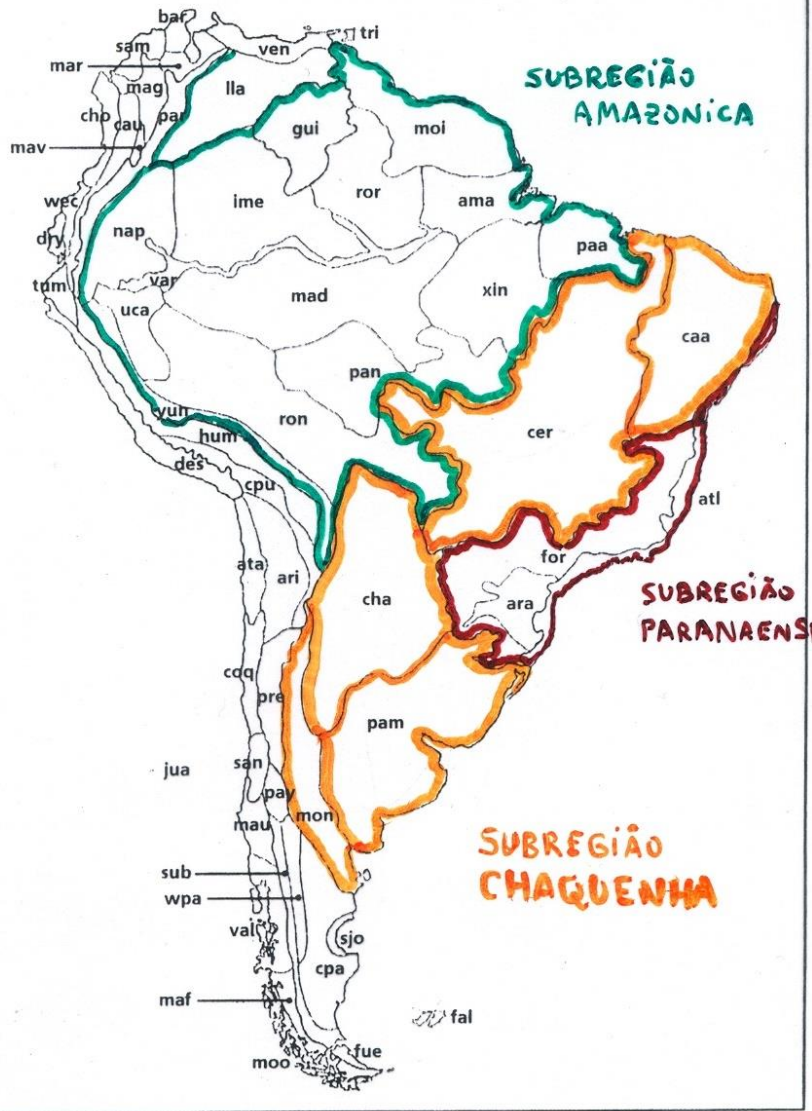 bar
tri
sam
ven
mar
mag
lla
SUBREGIÃO
AMAZONICA
cho
cau
par
gui
moi
mav
wec
nap
ime
ror
ama
dry
paa
tum
var
uca
mad
xin
caa
pan
yun
ron
cer
hum
des
cpu
atl
for
ata
ari
cha
ara
SUBREGIÃO
PARANAENS
coq
pre
pam
jua
san
pay
mon
mau
SUBREGIÃO
CHAQUENHA
sub
wpa
val
sjo
cpa
maf
fal
moo
fue